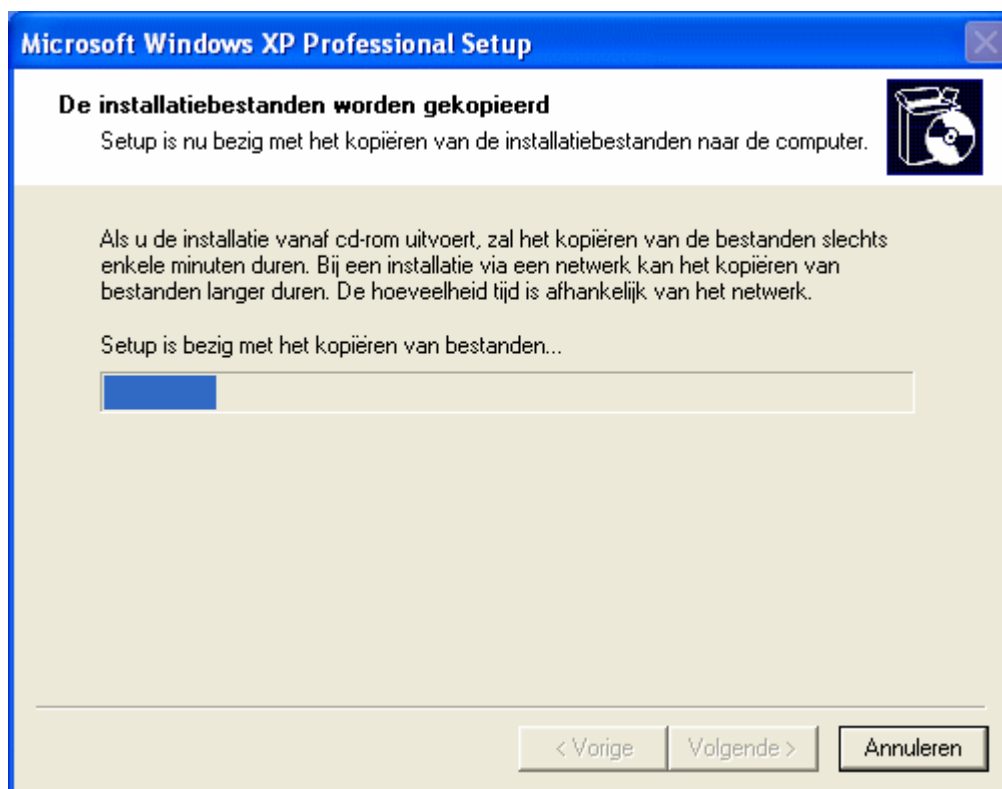 Microsoft Windows XP Professional Setup
De installatiebestanden worden gekopieerd
Setup is nu bezig met het kopiëren van de installatiebestanden naar de computer.
Als u de installatie vanaf cd-rom uitvoert, zal het kopiëren van de bestanden slechts
enkele minuten duren. Bij een installatie via een netwerk kan het kopiëren van
bestanden langer duren. De hoeveelheid tijd is afhankelijk van het netwerk.
Setup is bezig met het kopiëren van bestanden...
< Vorige
Volgende >
Annuleren